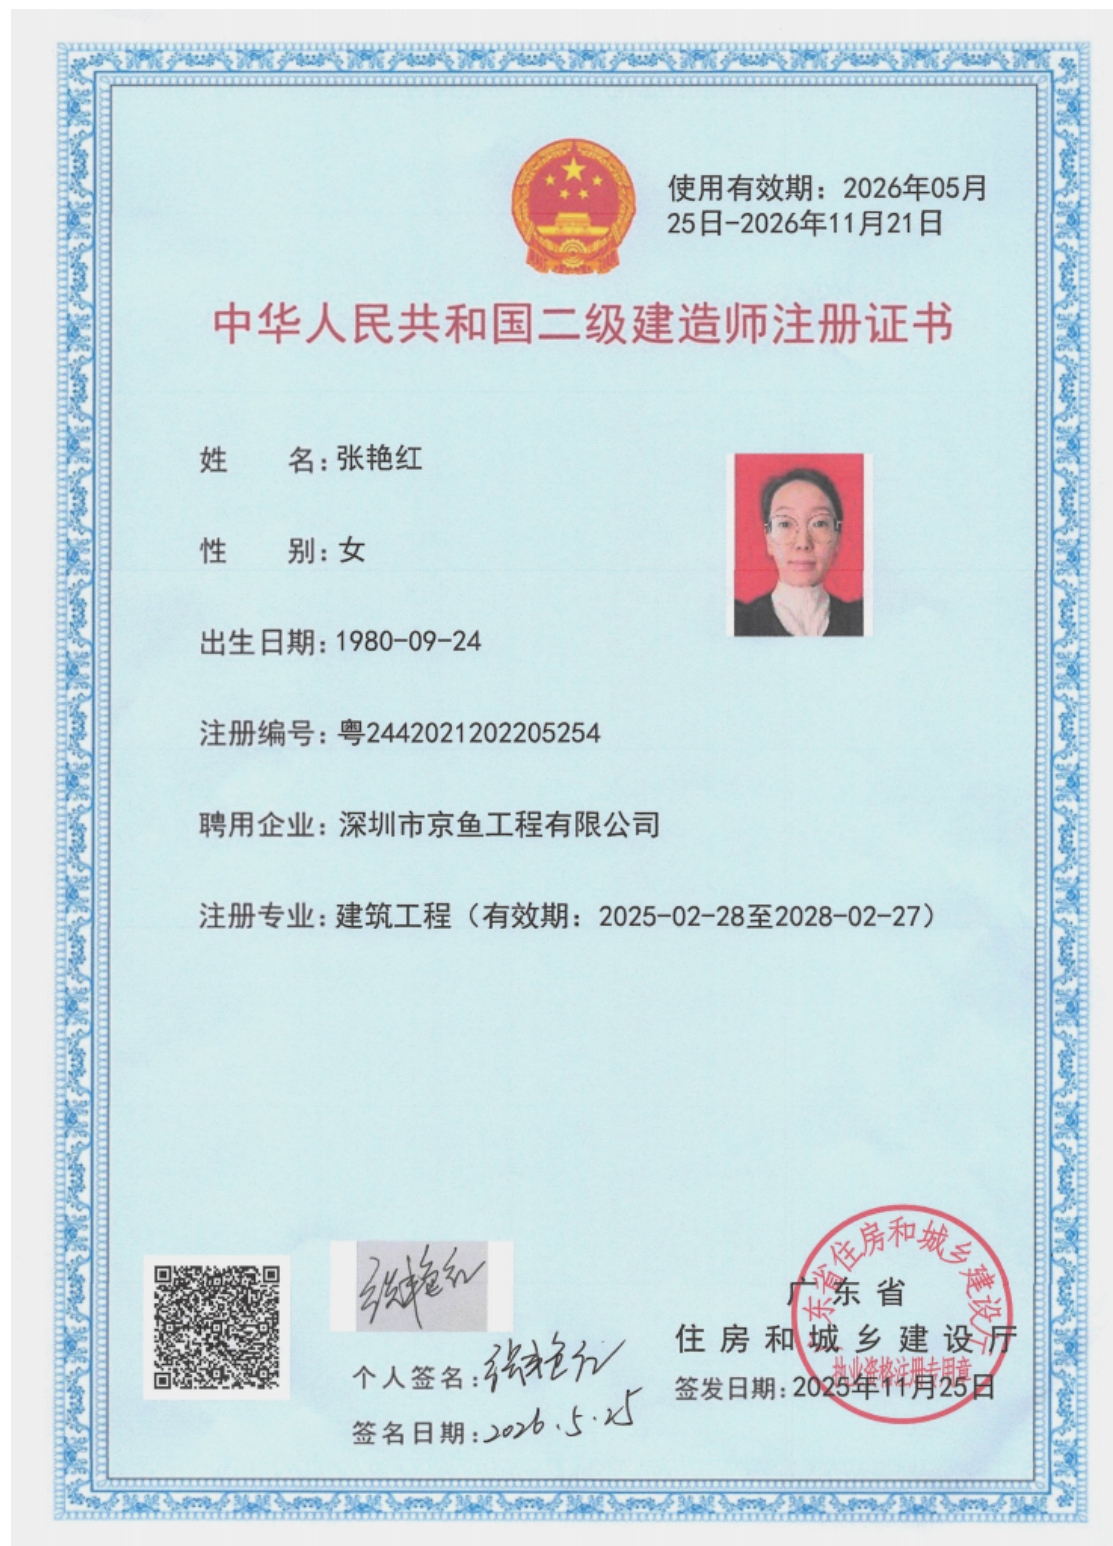 使用有效期：2026年05月
25日-2026年11月21日
中华人民共和国二级建造师注册证书
姓 名：张艳红
性 别：女
出生日期：1980-09-24
注册编号：粤2442021202205254
聘用企业：深圳市京鱼工程有限公司
注册专业：建筑工程（有效期：2025-02-28至2028-02-27）
张艳红
个人签名：张艳红
签名日期：2026.5.25
广东省住房和城乡建设厅
执业资格注册专用章
广东省
住房和城乡建设厅
签发日期：2025年11月25日